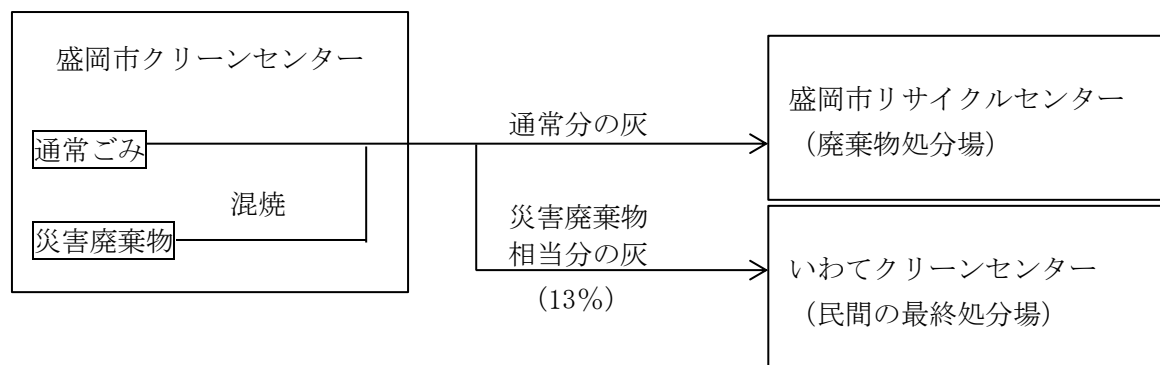 盛岡市クリーンセンター
通常ごみ
混焼
災害廃棄物
通常分の灰
災害廃棄物
相当分の灰
(13%)
盛岡市リサイクルセンター
(廃棄物処分場)
いわてクリーンセンター
(民間の最終処分場)